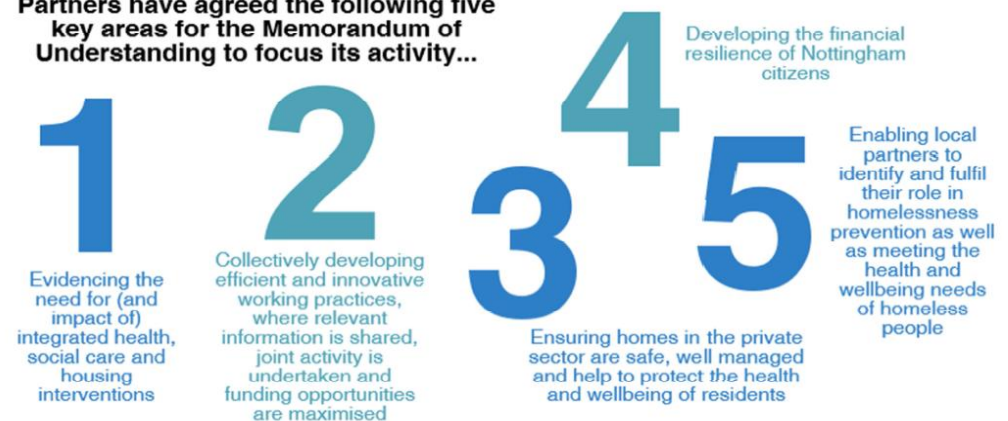 Partners have agreed the following five
key areas for the Memorandum of
Understanding to focus its activity...
1
Evidencing the
need for (and
impact of)
integrated health,
social care and
housing
interventions
2
Collectively developing
efficient and innovative
working practices,
where relevant
information is shared,
joint activity is
undertaken and
funding opportunities
are maximised
3
Ensuring homes in the private
sector are safe, well managed
and help to protect the health
and wellbeing of residents
4
Developing the financial
resilience of Nottingham
citizens
5
Enabling local
partners to
identify and fulfil
their role in
homelessness
prevention as well
as meeting the
health and
wellbeing needs
of homeless
people